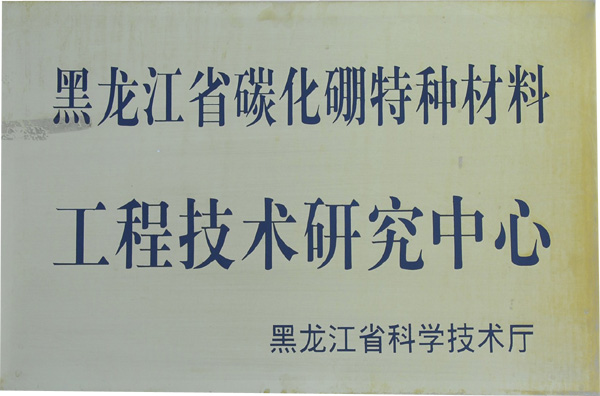 黑龙江省碳化硼特种材料
工程技术研究中心
黑龙江省科学技术厅